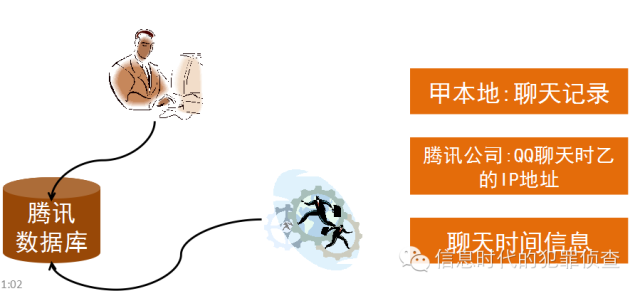 甲本地:聊天记录
腾讯公司:QQ聊天时乙
的IP地址
腾讯
数据库
聊天时间信息
信息时代的犯罪侦查
1:02